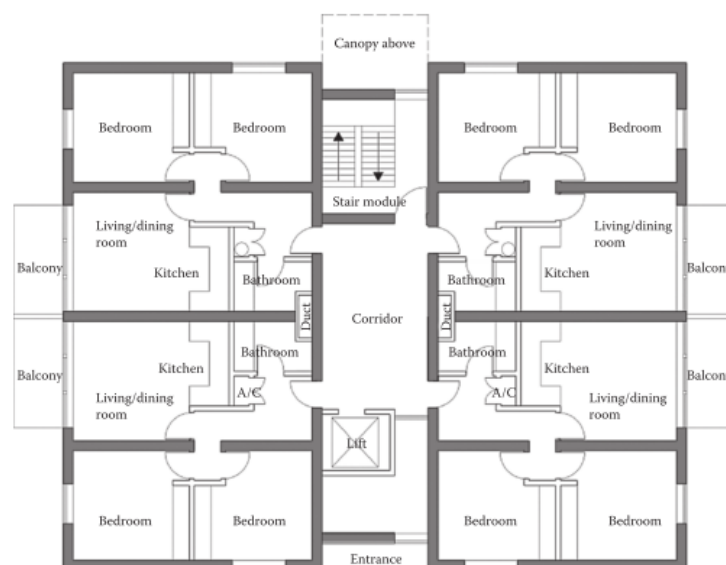 Canopy above
Bedroom
Bedroom
Bedroom
Bedroom
Stair module
Living/dining
room
Living/dining
room
Balcony
Kitchen
Bathroom
Bathroom
Kitchen
Balcon
Duct
Corridor
Duct
Balcony
Kitchen
Bathroom
Bathroom
Kitchen
Balcon
Living/dining
room
A/C
A/C
Living/dining
room
Lift
Bedroom
Bedroom
Bedroom
Bedroom
Entrance